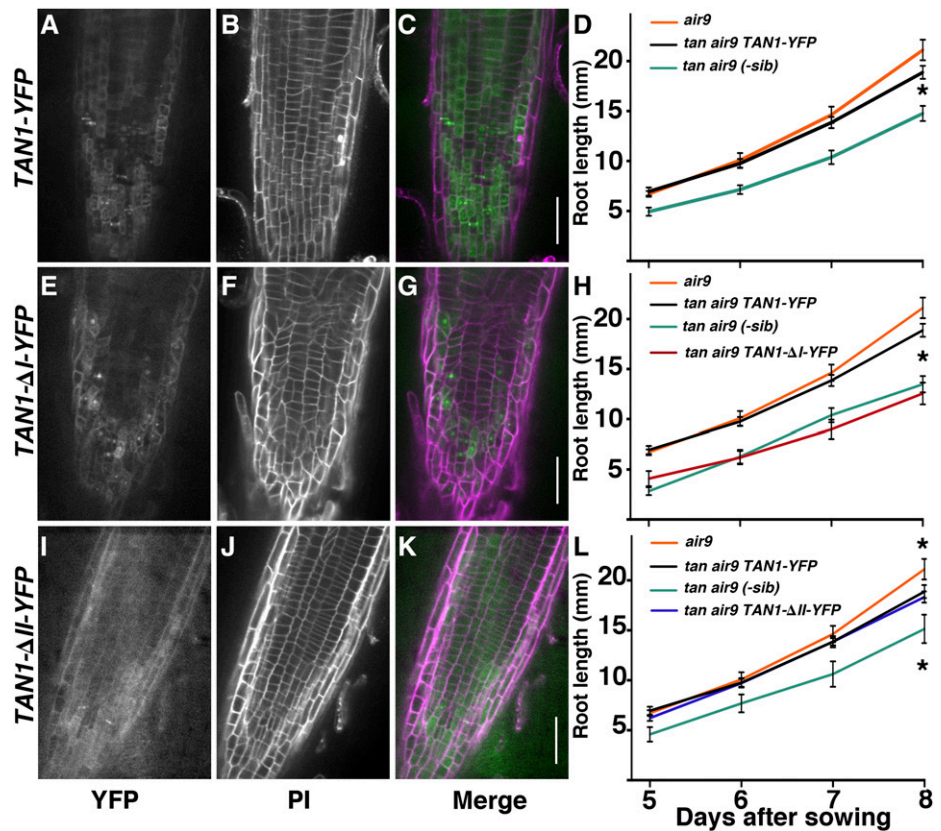 A B C D
TAN1-YFP
Root length (mm)
20
15
10
5
air9
tan air9 TAN1-YFP
tan air9 (-sib)
*
E F G H
TAN1-ΔI-YFP
Root length (mm)
20
15
10
5
air9
tan air9 TAN1-YFP
tan air9 (-sib)
tan air9 TAN1-ΔI-YFP
*
I J K L
TAN1-ΔII-YFP
Root length (mm)
20
15
10
5
air9
tan air9 TAN1-YFP
tan air9 (-sib)
tan air9 TAN1-ΔII-YFP
*
*
5 6 7 8
YFP PI Merge Days after sowing